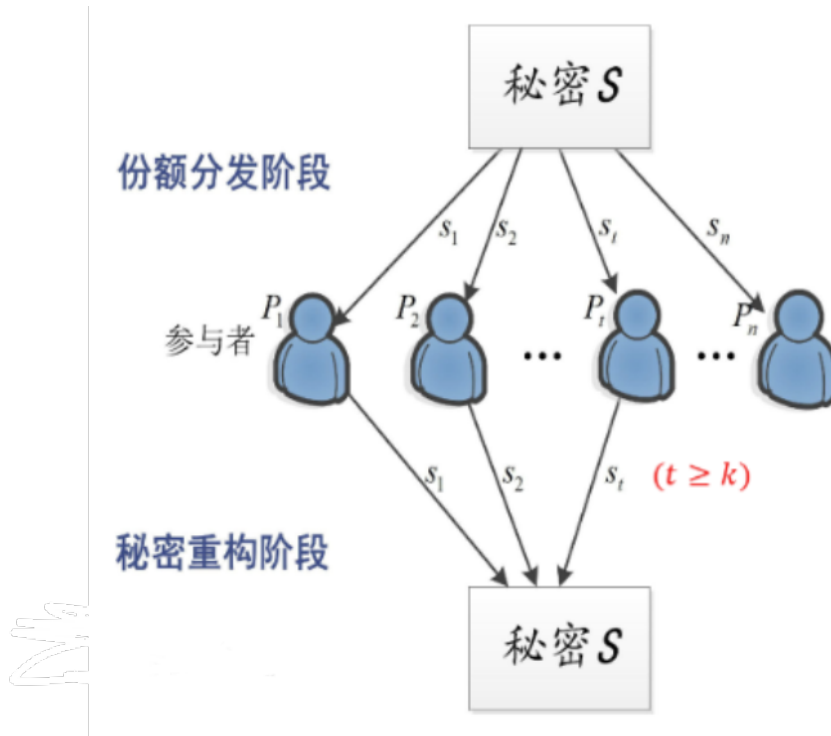 秘密S
份额分发阶段
s₁
s₂
sₜ
sₙ
参与者
P₁
P₂
Pₜ
Pₙ
...
...
s₁
s₂
sₜ
(t ≥ k)
秘密重构阶段
秘密S